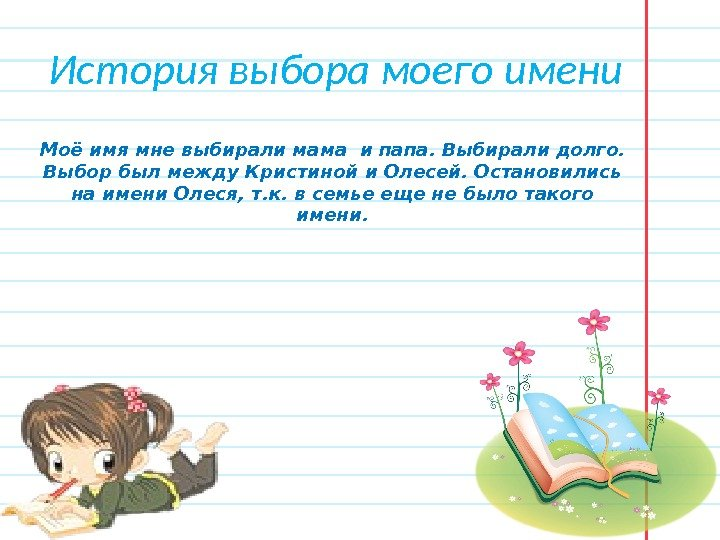 История выбора моего имени
Моё имя мне выбирали мама и папа. Выбирали долго.
Выбор был между Кристиной и Олесей. Остановились
на имени Олеся, т.к. в семье еще не было такого
имени.